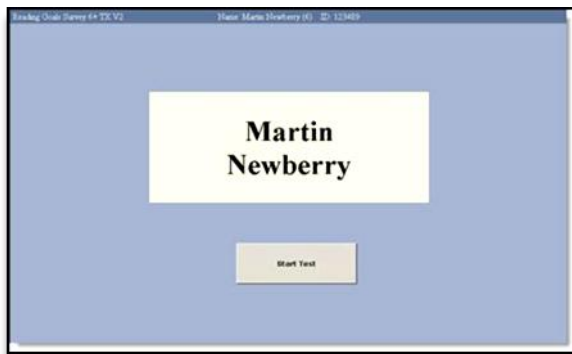 Reading Goals Survey 6+ TX V2 Name: Martin Newberry (6) ID: 123489
Martin
Newberry
Start Test